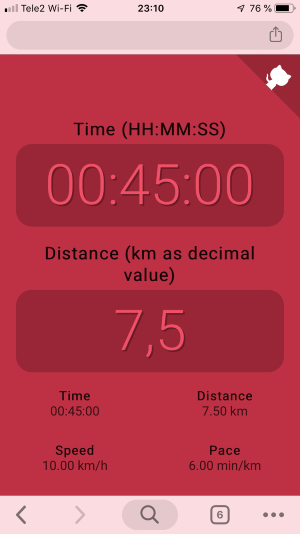 Tele2 Wi-Fi 23:10 76 %
Time (HH:MM:SS)
00:45:00
Distance (km as decimal
value)
7,5
Time Distance
00:45:00 7.50 km
Speed Pace
10.00 km/h 6.00 min/km
6